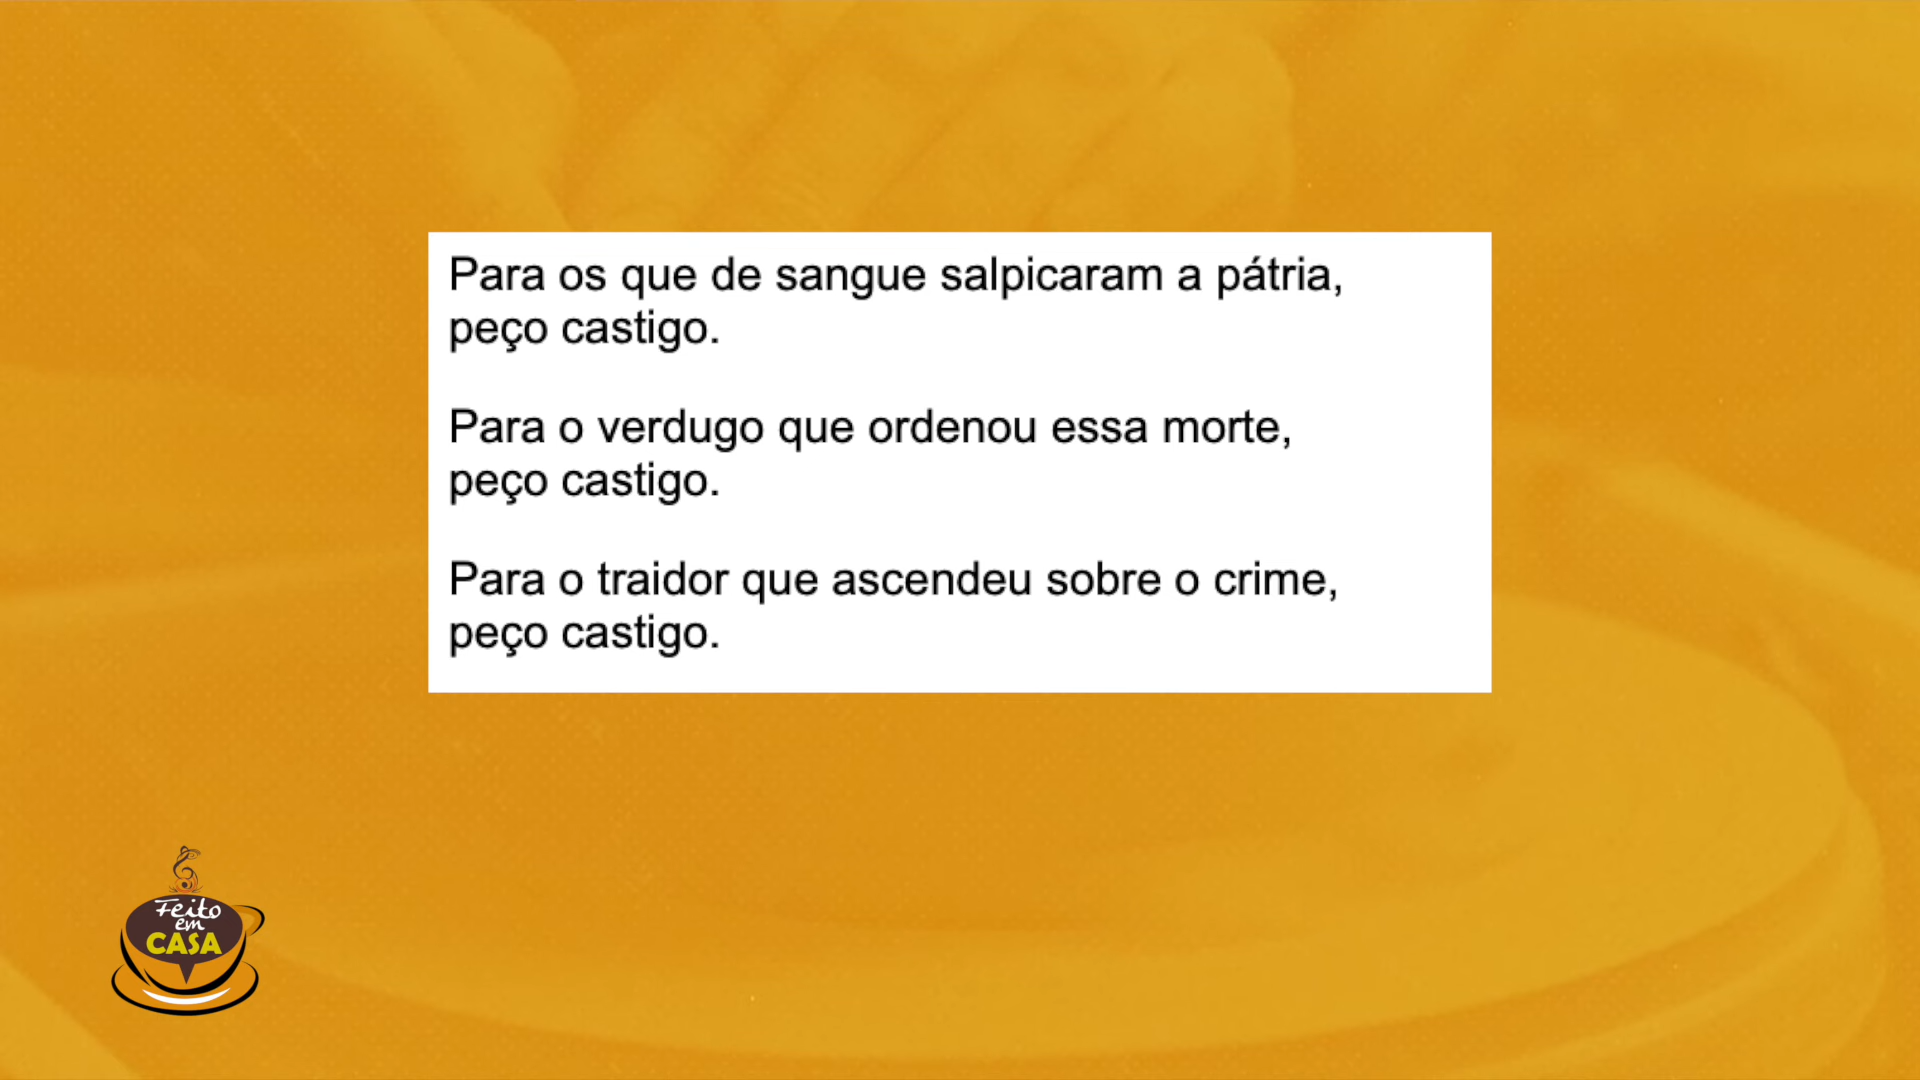 Para os que de sangue salpicaram a pátria,
peço castigo.
Para o verdugo que ordenou essa morte,
peço castigo.
Para o traidor que ascendeu sobre o crime,
peço castigo.
Feito
em
CASA